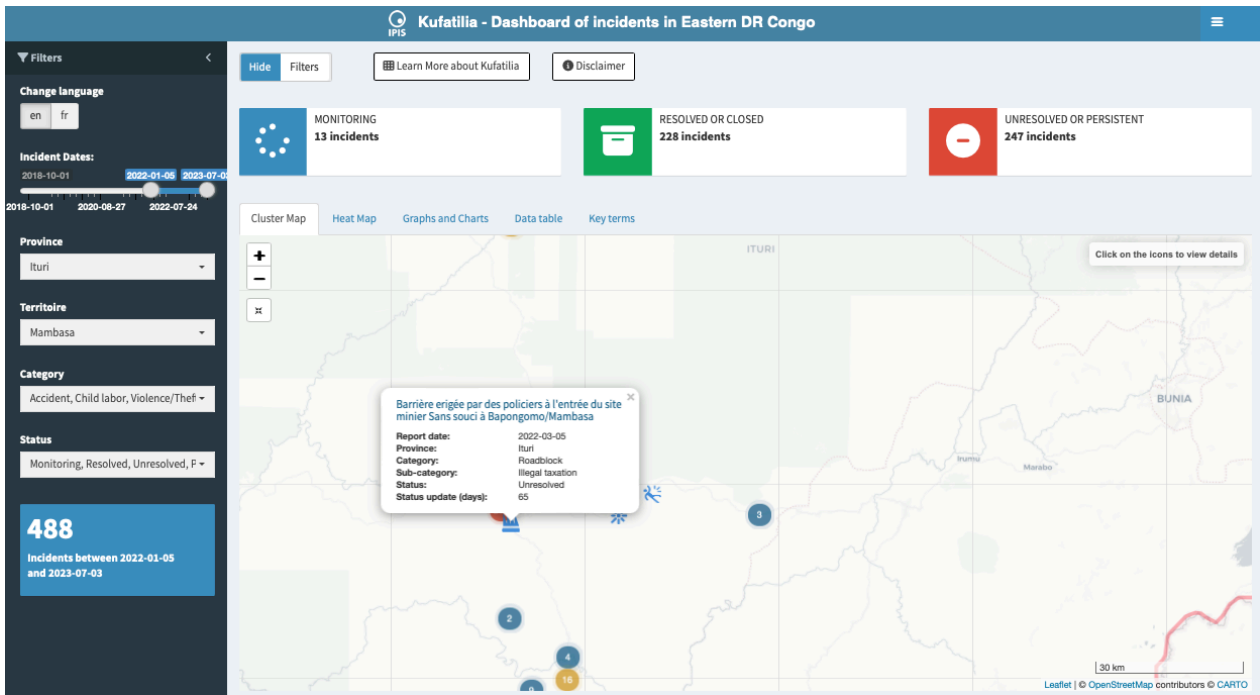 IPIS
Kufatilia - Dashboard of incidents in Eastern DR Congo
Filters
Change language
en fr
Incident Dates:
2018-10-01 2022-01-05 2023-07-0
2018-10-01 2020-08-27 2022-07-24
Province
Ituri
Territoire
Mambasa
Category
Accident, Child labor, Violence/Thef
Status
Monitoring, Resolved, Unresolved, P
488
Incidents between 2022-01-05
and 2023-07-03
Hide Filters
Learn More about Kufatilia
Disclaimer
MONITORING
13 incidents
RESOLVED OR CLOSED
228 incidents
UNRESOLVED OR PERSISTENT
247 incidents
Cluster Map Heat Map Graphs and Charts Data table Key terms
+
−
ITURI
Click on the icons to view details
Barrière erigée par des policiers à l'entrée du site
minier Sans souci à Bapongomo/Mambasa
×
Report date: 2022-03-05
Province: Ituri
Category: Roadblock
Sub-category: Illegal taxation
Status: Unresolved
Status update (days): 65
BUNIA
Irumu
Marabo
3
2
4
16
30 km
Leaflet | © OpenStreetMap contributors © CARTO